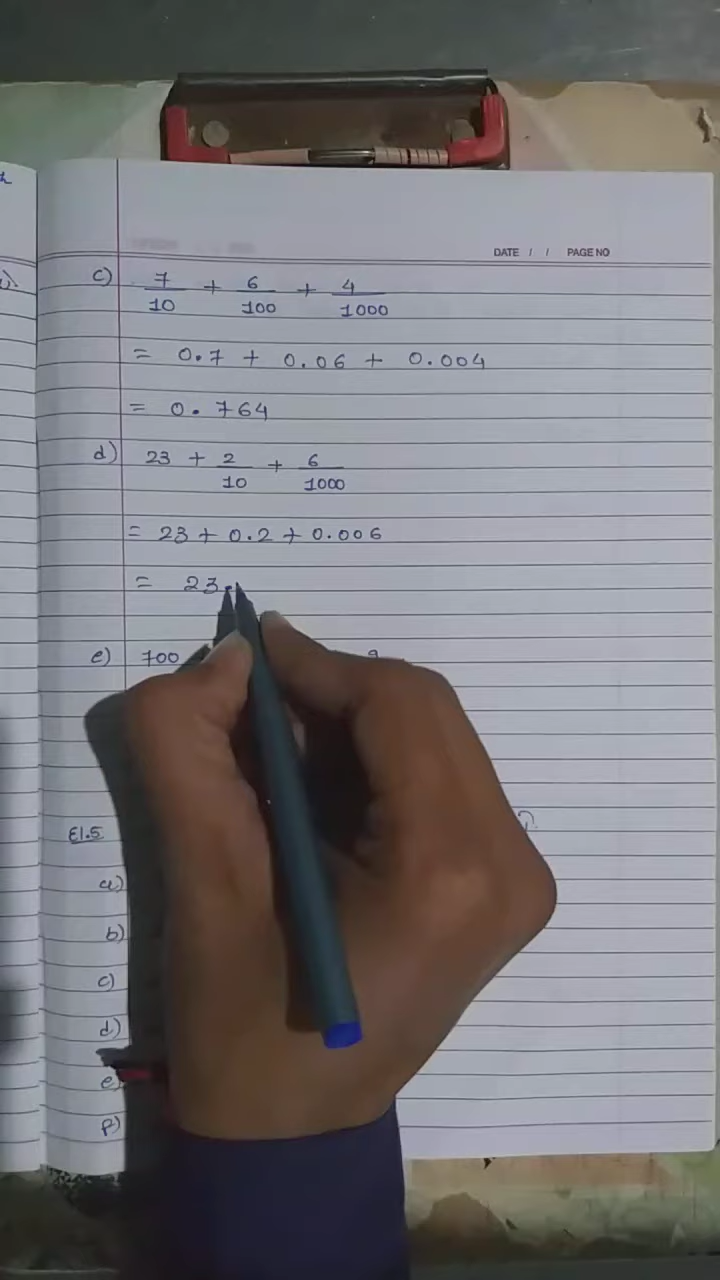 DATE / / PAGE NO
c) 7/10 + 6/100 + 4/1000
= 0.7 + 0.06 + 0.004
= 0.764
d) 23 + 2/10 + 6/1000
= 23 + 0.2 + 0.006
= 23.
e) 700 9
E1.5
a)
b)
c)
d)
e)
f)